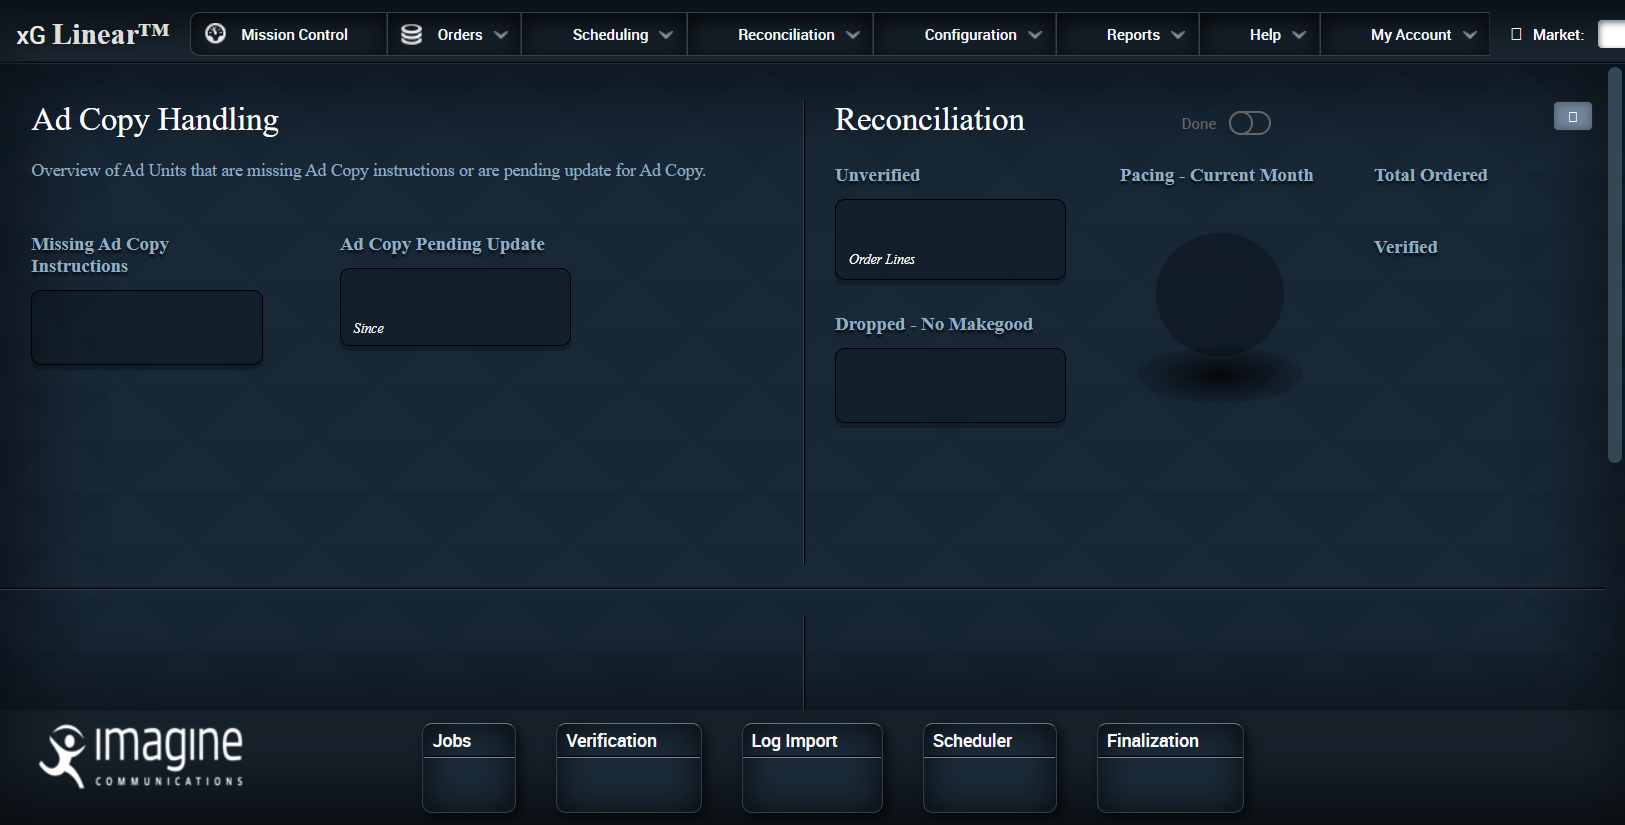 xG Linear™
Mission Control
Orders
Scheduling
Reconciliation
Configuration
Reports
Help
My Account
Market:
Ad Copy Handling
Overview of Ad Units that are missing Ad Copy instructions or are pending update for Ad Copy.
Missing Ad Copy
Instructions
Ad Copy Pending Update
Since
Reconciliation
Done
Unverified
Order Lines
Pacing - Current Month
Total Ordered
Verified
Dropped - No Makegood
imagine
COMMUNICATIONS
Jobs
Verification
Log Import
Scheduler
Finalization